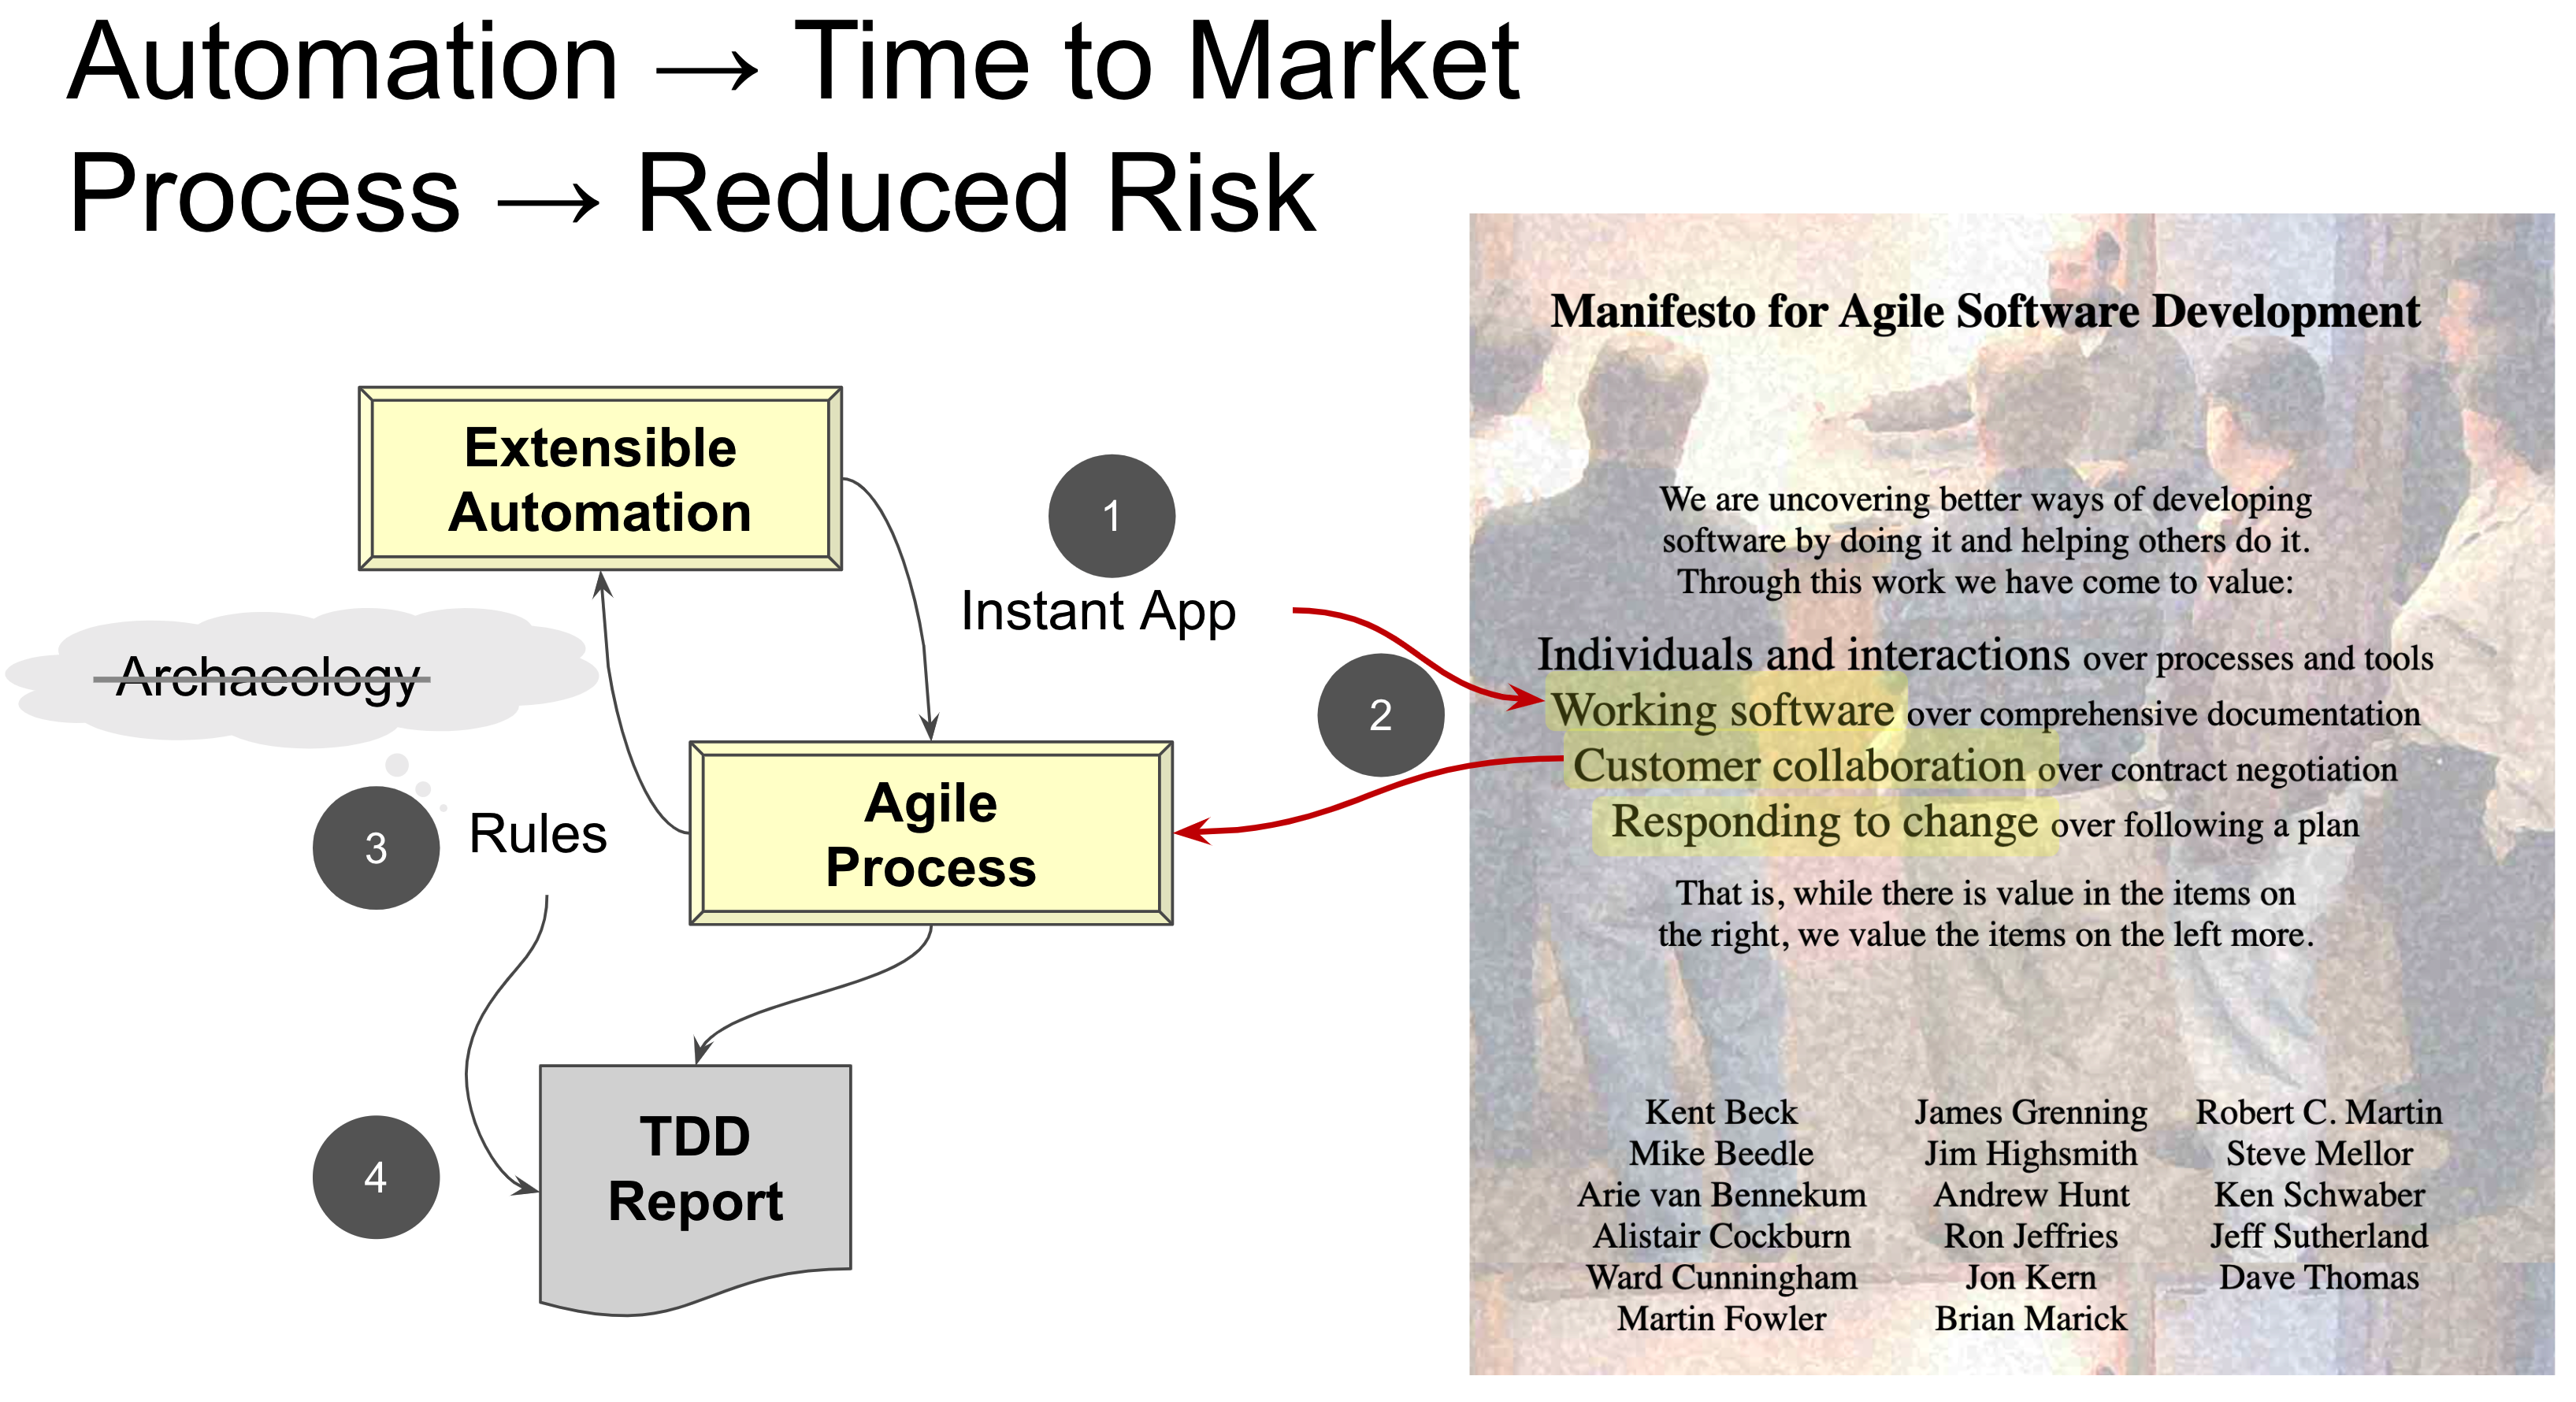 Automation → Time to Market
Process → Reduced Risk
Extensible
Automation
1
Instant App
2
Archaeology
3
Rules
Agile
Process
4
TDD
Report
Manifesto for Agile Software Development
We are uncovering better ways of developing
software by doing it and helping others do it.
Through this work we have come to value:
Individuals and interactions over processes and tools
Working software over comprehensive documentation
Customer collaboration over contract negotiation
Responding to change over following a plan
That is, while there is value in the items on
the right, we value the items on the left more.
Kent Beck
Mike Beedle
Arie van Bennekum
Alistair Cockburn
Ward Cunningham
Martin Fowler
James Grenning
Jim Highsmith
Andrew Hunt
Ron Jeffries
Jon Kern
Brian Marick
Robert C. Martin
Steve Mellor
Ken Schwaber
Jeff Sutherland
Dave Thomas